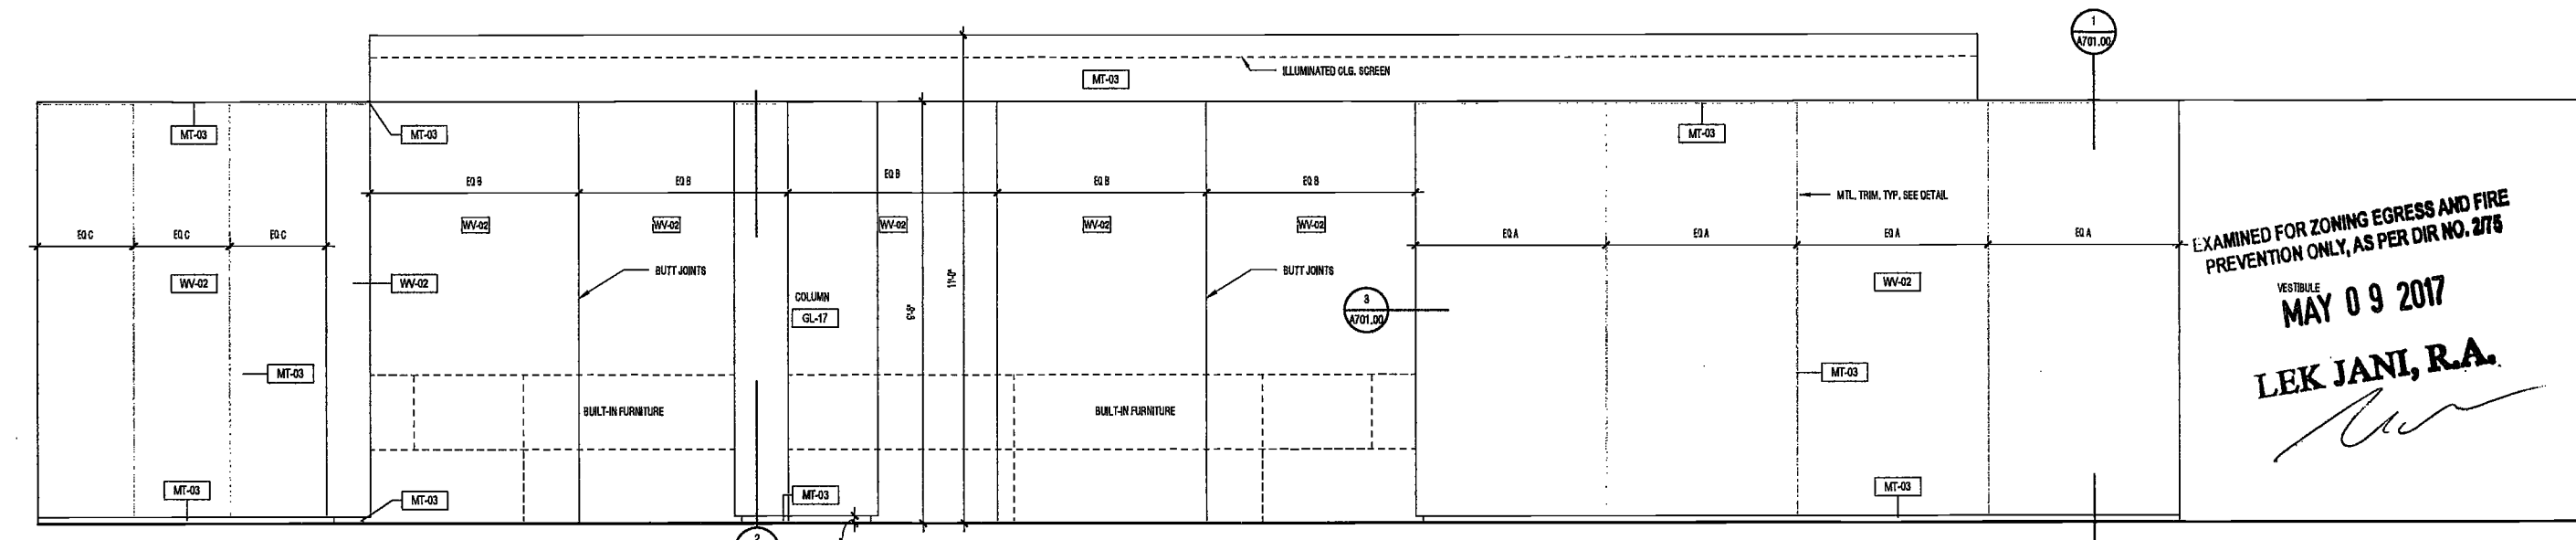 1
A701.00
ILLUMINATED CLG. SCREEN
MT-03
MT-03
MT-03
MT-03
EQ B
EQ B
EQ B
EQ B
EQ B
MTL. TRIM, TYP. SEE DETAIL
EXAMINED FOR ZONING EGRESS AND FIRE
PREVENTION ONLY, AS PER DIR NO. 2/75
EQ C
EQ C
EQ C
WV-02
WV-02
WV-02
WV-02
WV-02
EQ A
EQ A
EQ A
EQ A
WV-02
WV-02
BUTT JOINTS
BUTT JOINTS
11'-0"
WV-02
VESTIBULE
MAY 09 2017
COLUMN
GL-17
3
A701.00
MT-03
MT-03
LEK JANI, R.A.
BUILT-IN FURNITURE
BUILT-IN FURNITURE
MT-03
MT-03
MT-03
MT-03
2